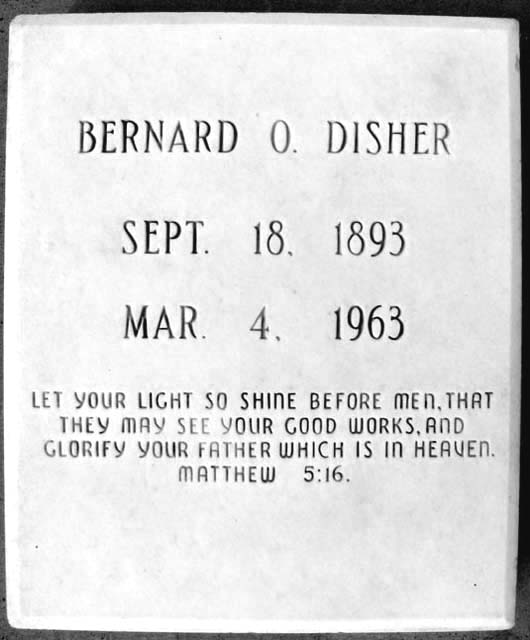 BERNARD O. DISHER
SEPT. 18, 1893
MAR. 4, 1963
LET YOUR LIGHT SO SHINE BEFORE MEN, THAT
THEY MAY SEE YOUR GOOD WORKS, AND
GLORIFY YOUR FATHER WHICH IS IN HEAVEN.
MATTHEW 5:16.